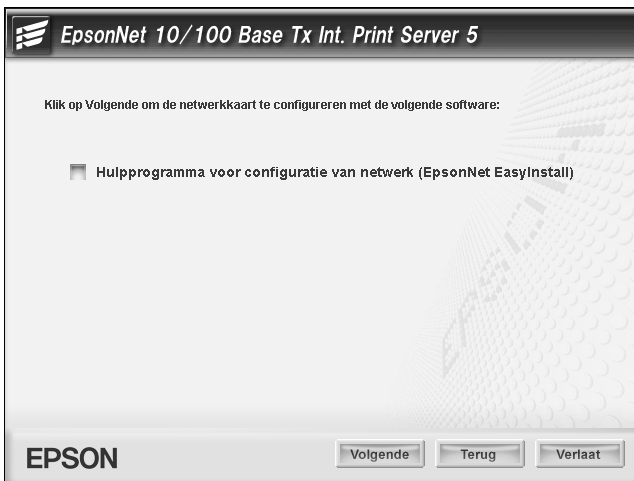 EpsonNet 10/100 Base Tx Int. Print Server 5
Klik op Volgende om de netwerkkaart te configureren met de volgende software:
Hulpprogramma voor configuratie van netwerk (EpsonNet EasyInstall)
EPSON
EPSON
Volgende
Terug
Verlaat